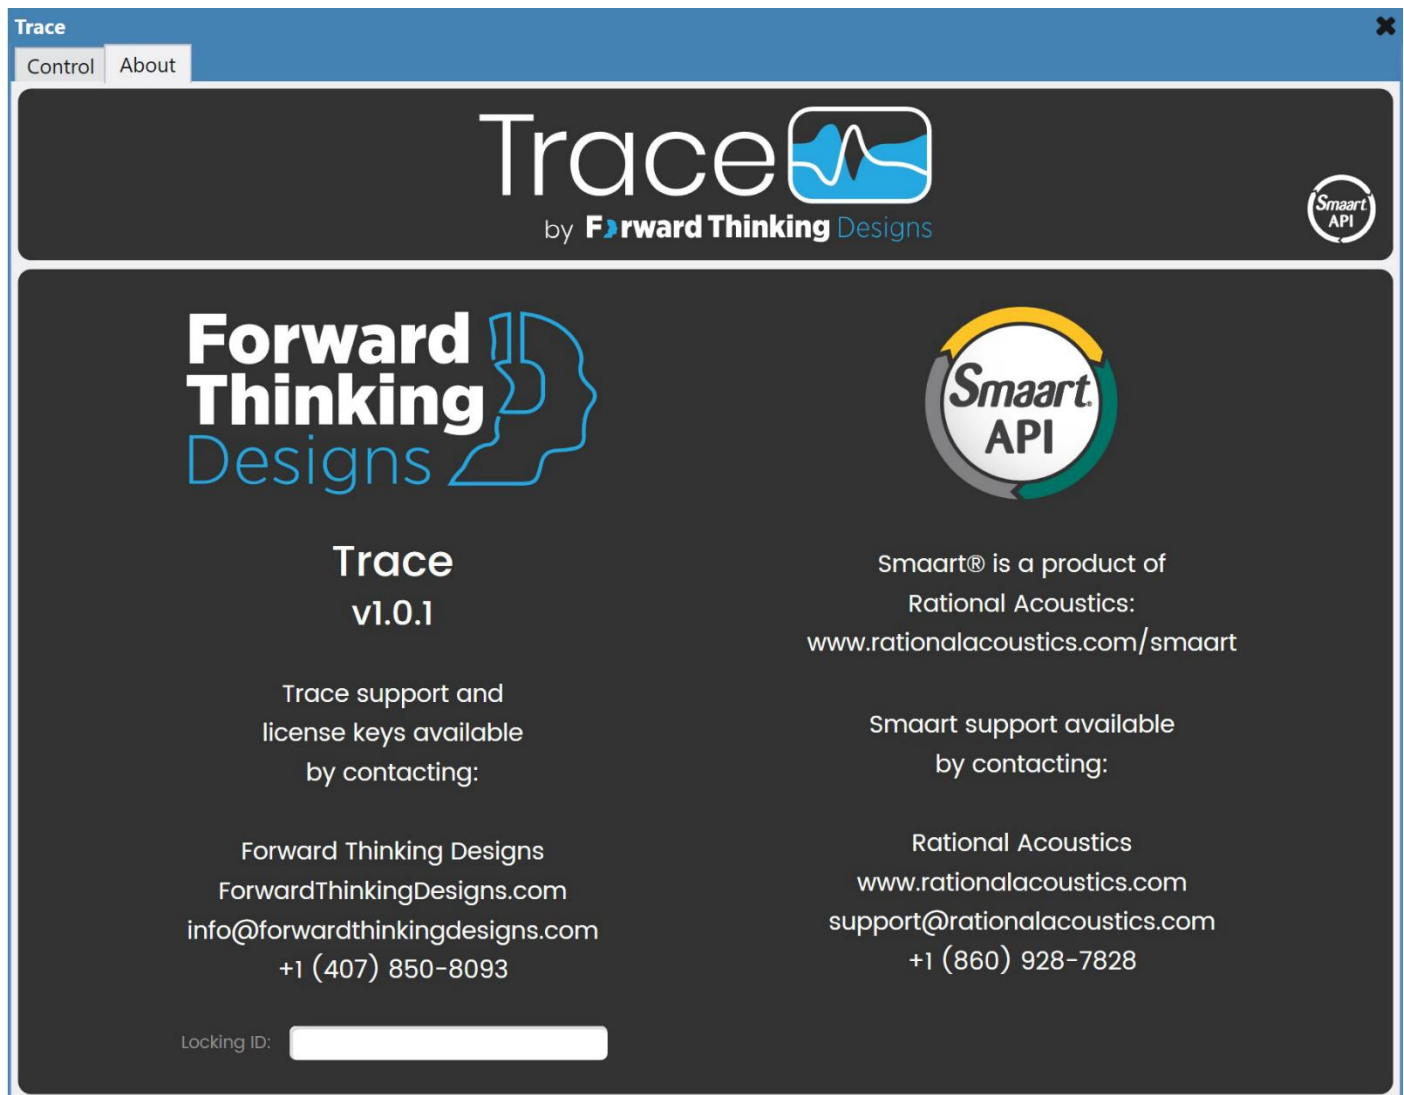 Trace
Control
About
Trace
by Forward Thinking Designs
Smaart
API
Forward
Thinking
Designs
Trace
v1.0.1
Trace support and
license keys available
by contacting:
Forward Thinking Designs
ForwardThinkingDesigns.com
info@forwardthinkingdesigns.com
+1 (407) 850-8093
Locking ID:
Smaart®
API
Smaart® is a product of
Rational Acoustics:
www.rationalacoustics.com/smaart
Smaart support available
by contacting:
Rational Acoustics
www.rationalacoustics.com
support@rationalacoustics.com
+1 (860) 928-7828